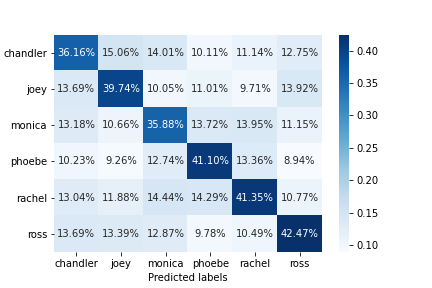 chandler 36.16% 15.06% 14.01% 10.11% 11.14% 12.75%
joey 13.69% 39.74% 10.05% 11.01% 9.71% 13.92%
monica 13.18% 10.66% 35.88% 13.72% 13.95% 11.15%
phoebe 10.23% 9.26% 12.74% 41.10% 13.36% 8.94%
rachel 13.04% 11.88% 14.44% 14.29% 41.35% 10.77%
ross 13.69% 13.39% 12.87% 9.78% 10.49% 42.47%
chandler joey monica phoebe rachel ross
Predicted labels
0.40
0.35
0.30
0.25
0.20
0.15
0.10